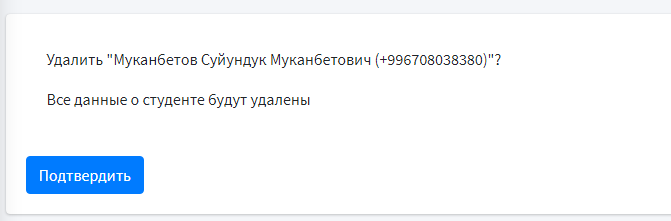 Удалить "Муканбетов Суйундук Муканбетович (+996708038380)"?
Все данные о студенте будут удалены
Подтвердить